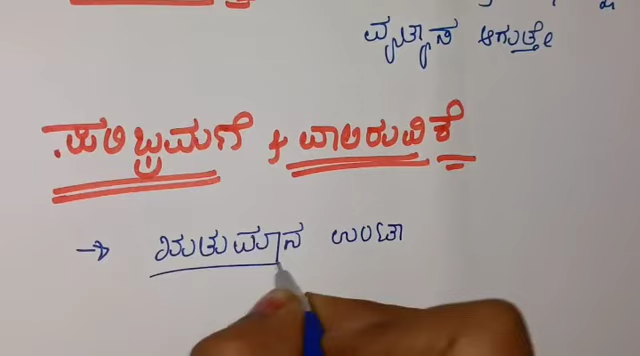 ವ್ಯತ್ಯಾಸ ಆಗುತ್ತೇ
.ಪರಿಭ್ರಮಣೆ & ವಾಲಿರುವಿಕೆ
→ ಋತುಮಾನ ಉಂಟಾ